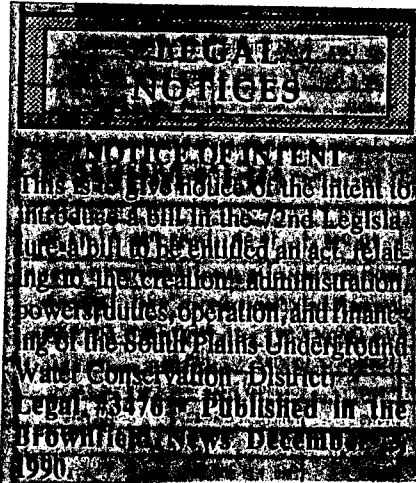 LEGAL
NOTICES
NOTICE OF INTENT
This is to give notice of the intent to
introduce A bill in the 72nd Legisla-
ture A bill to be entitled an act relat-
ing to the creation, administration,
powers, duties, operation, and financ-
ing of the South Plains Underground
Water Conservation District.
Legal Published in the
Brownfield News December
1990.